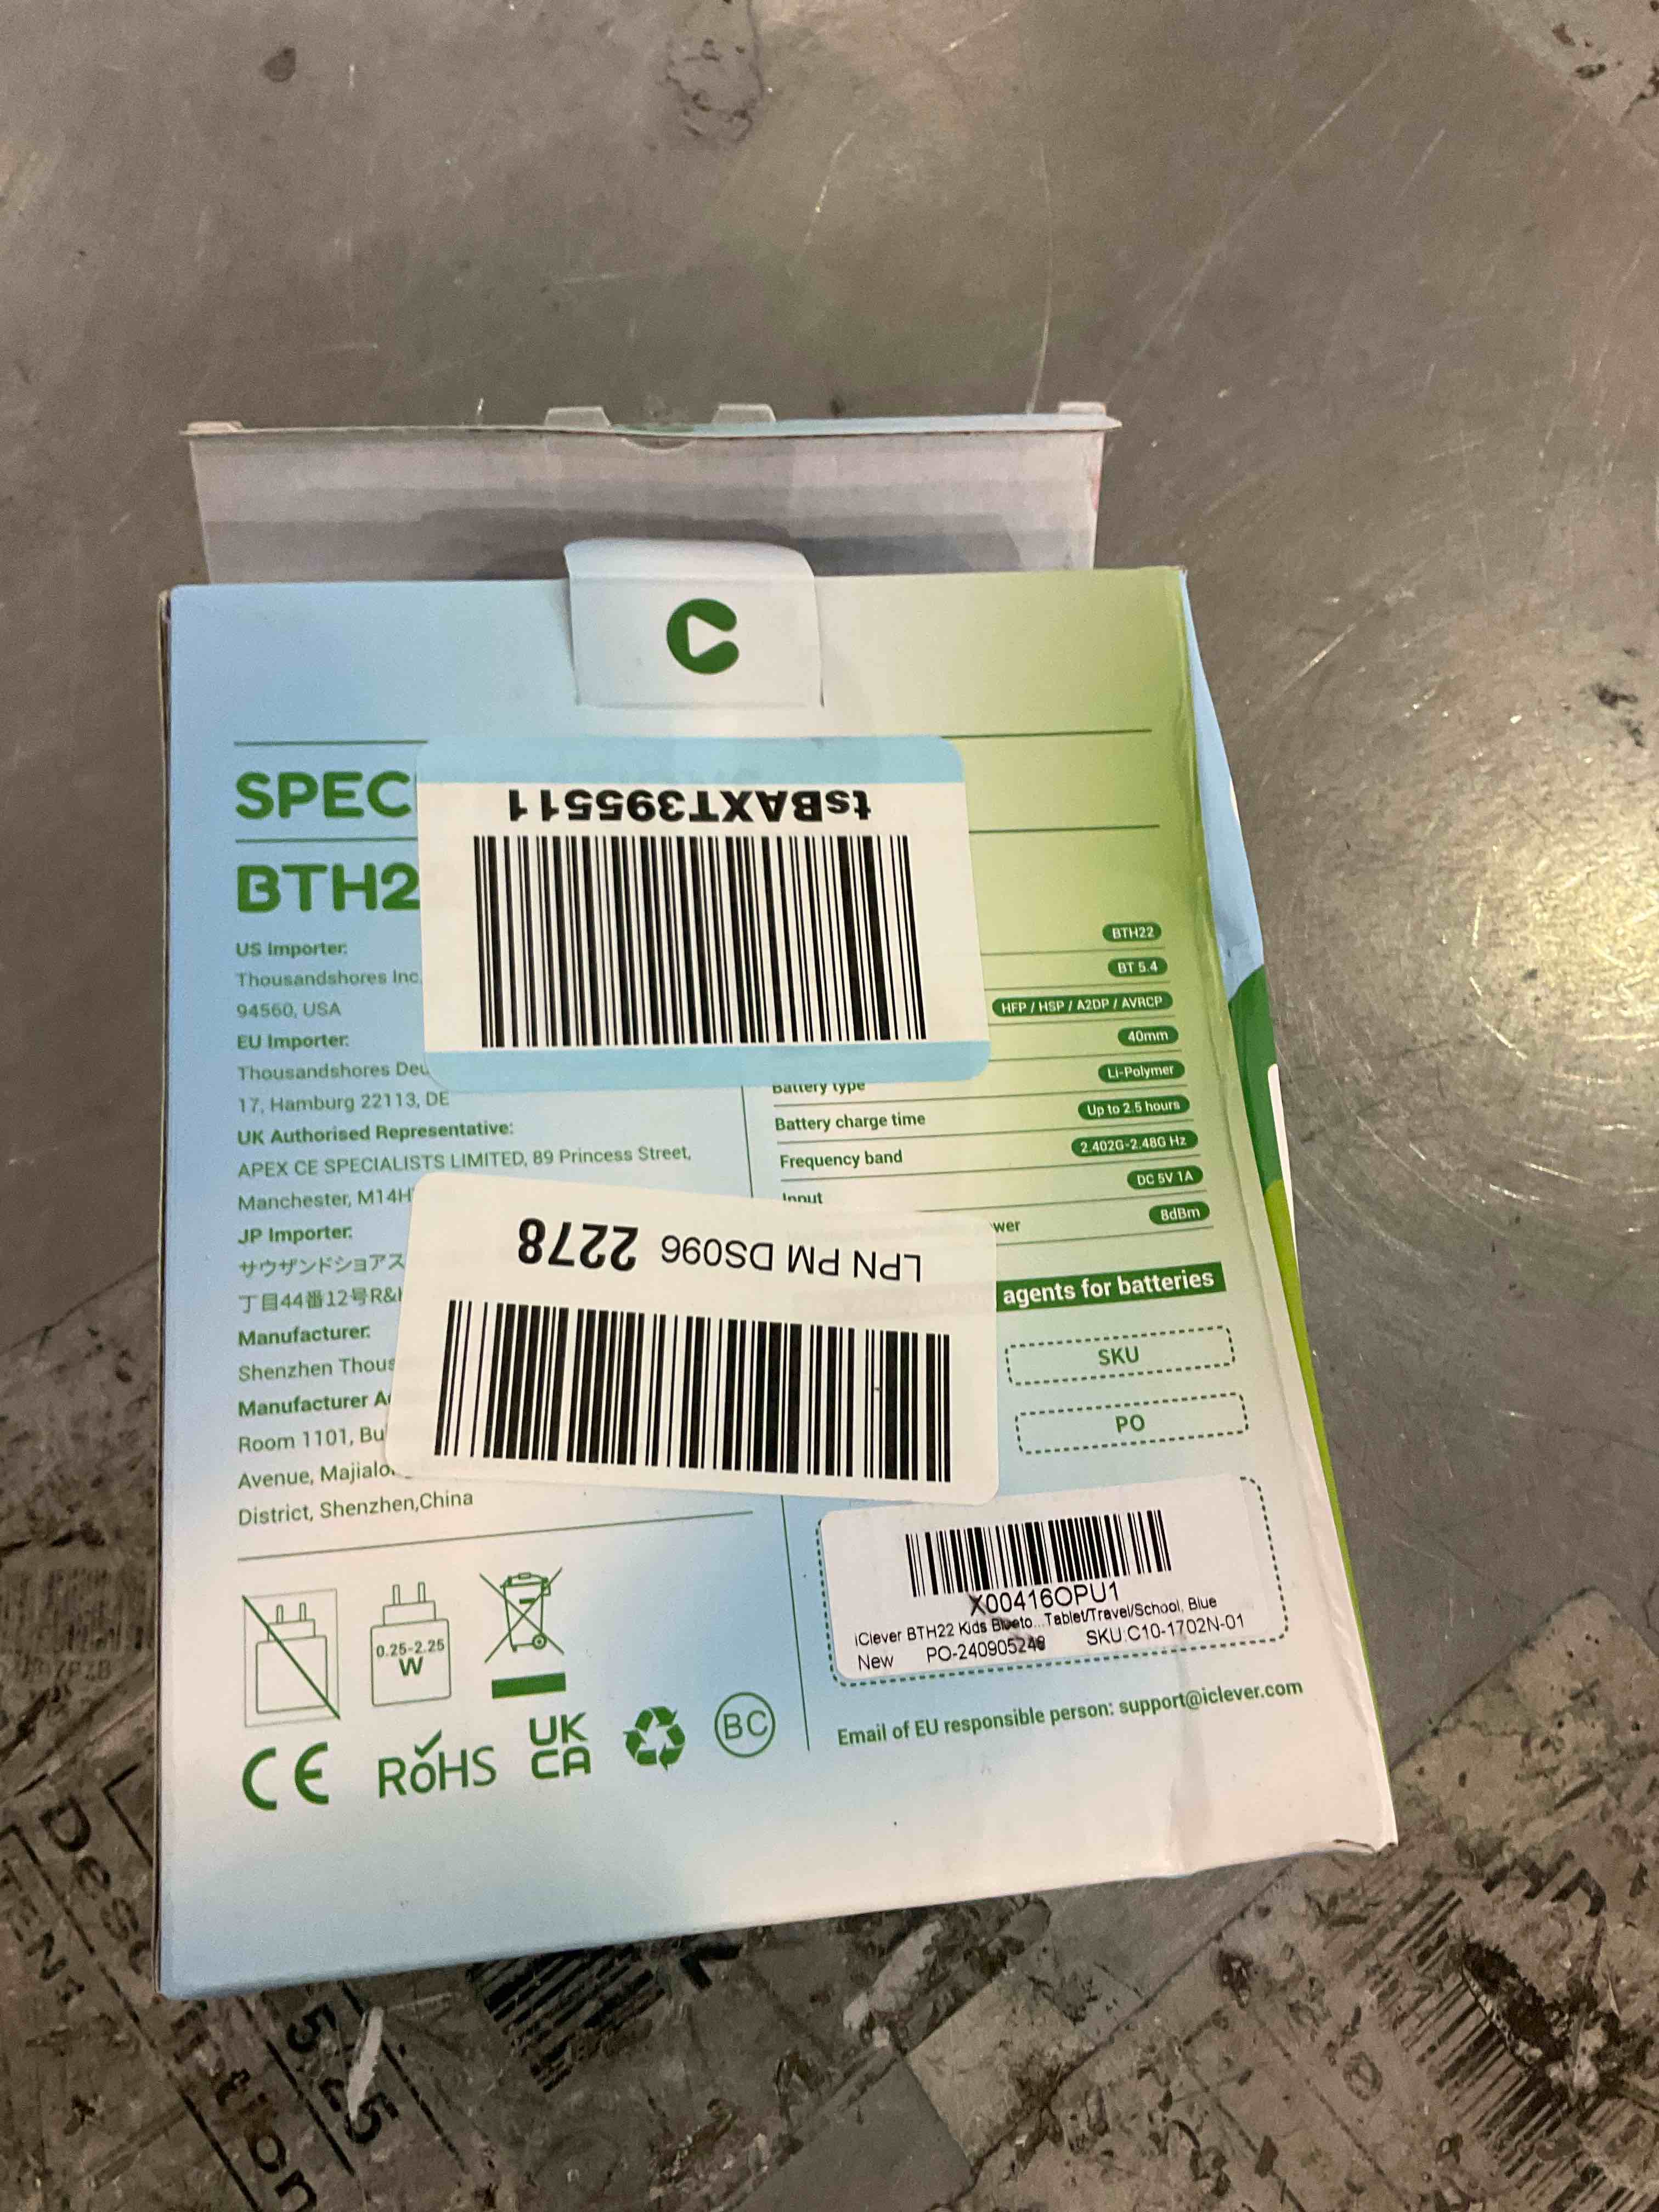 SPEC
BTH2
tsBAXT395511
US Importer:
Thousandshores Inc
94560, USA
EU Importer:
Thousandshores Deu
17, Hamburg 22113, DE
UK Authorised Representative:
APEX CE SPECIALISTS LIMITED, 89 Princess Street,
Manchester, M14H
JP Importer:
サウザンドショアス
丁目44番12号R&
Manufacturer:
Shenzhen Thous
Manufacturer A
Room 1101, Bu
Avenue, Majialo
District, Shenzhen,China
BTH22
BT 5.4
HFP / HSP / A2DP / AVRCP
40mm
Battery type Li-Polymer
Battery charge time Up to 2.5 hours
Frequency band 2.402G-2.48G Hz
Input DC 5V 1A
wer 8dBm
LPN PM DS096 2278
agents for batteries
SKU
PO
X00416OPU1
iClever BTH22 Kids Blueto...Tablet/Travel/School, Blue
New PO-240905248 SKU:C10-1702N-01
Email of EU responsible person: support@iclever.com
0.25-2.25
W
CE RoHS UK
CA BC